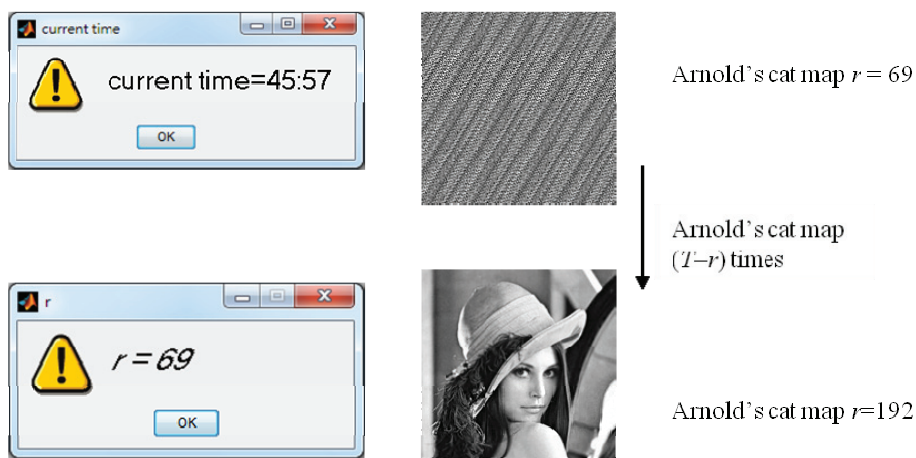 current time
current time=45:57
OK
Arnold's cat map r = 69
Arnold's cat map
(T–r) times
r
r = 69
OK
Arnold's cat map r=192